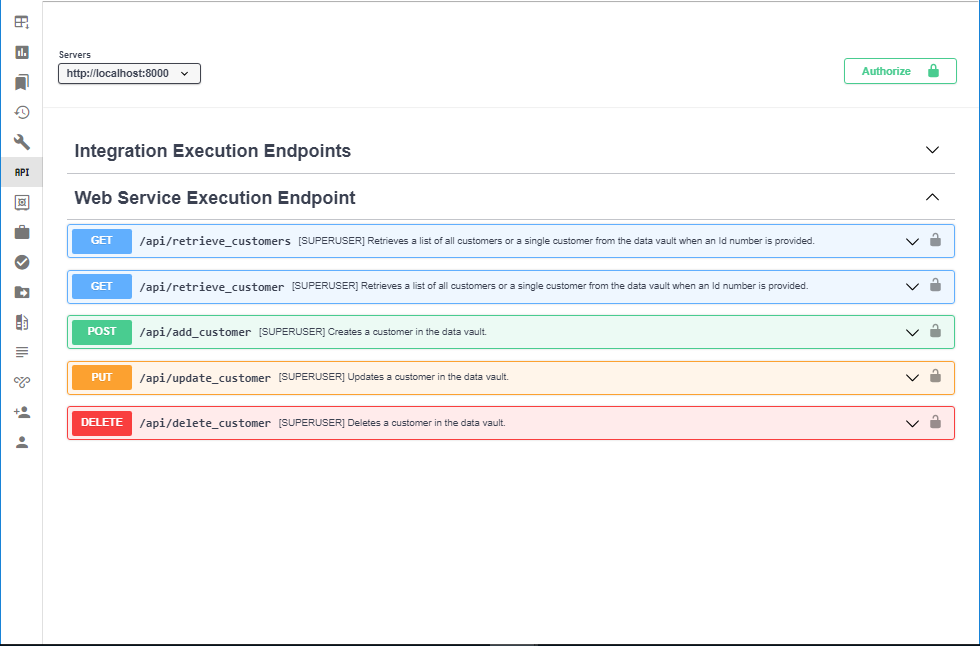 Servers
http://localhost:8000
Authorize
API
Integration Execution Endpoints
Web Service Execution Endpoint
GET /api/retrieve_customers [SUPERUSER] Retrieves a list of all customers or a single customer from the data vault when an Id number is provided.
GET /api/retrieve_customer [SUPERUSER] Retrieves a list of all customers or a single customer from the data vault when an Id number is provided.
POST /api/add_customer [SUPERUSER] Creates a customer in the data vault.
PUT /api/update_customer [SUPERUSER] Updates a customer in the data vault.
DELETE /api/delete_customer [SUPERUSER] Deletes a customer in the data vault.